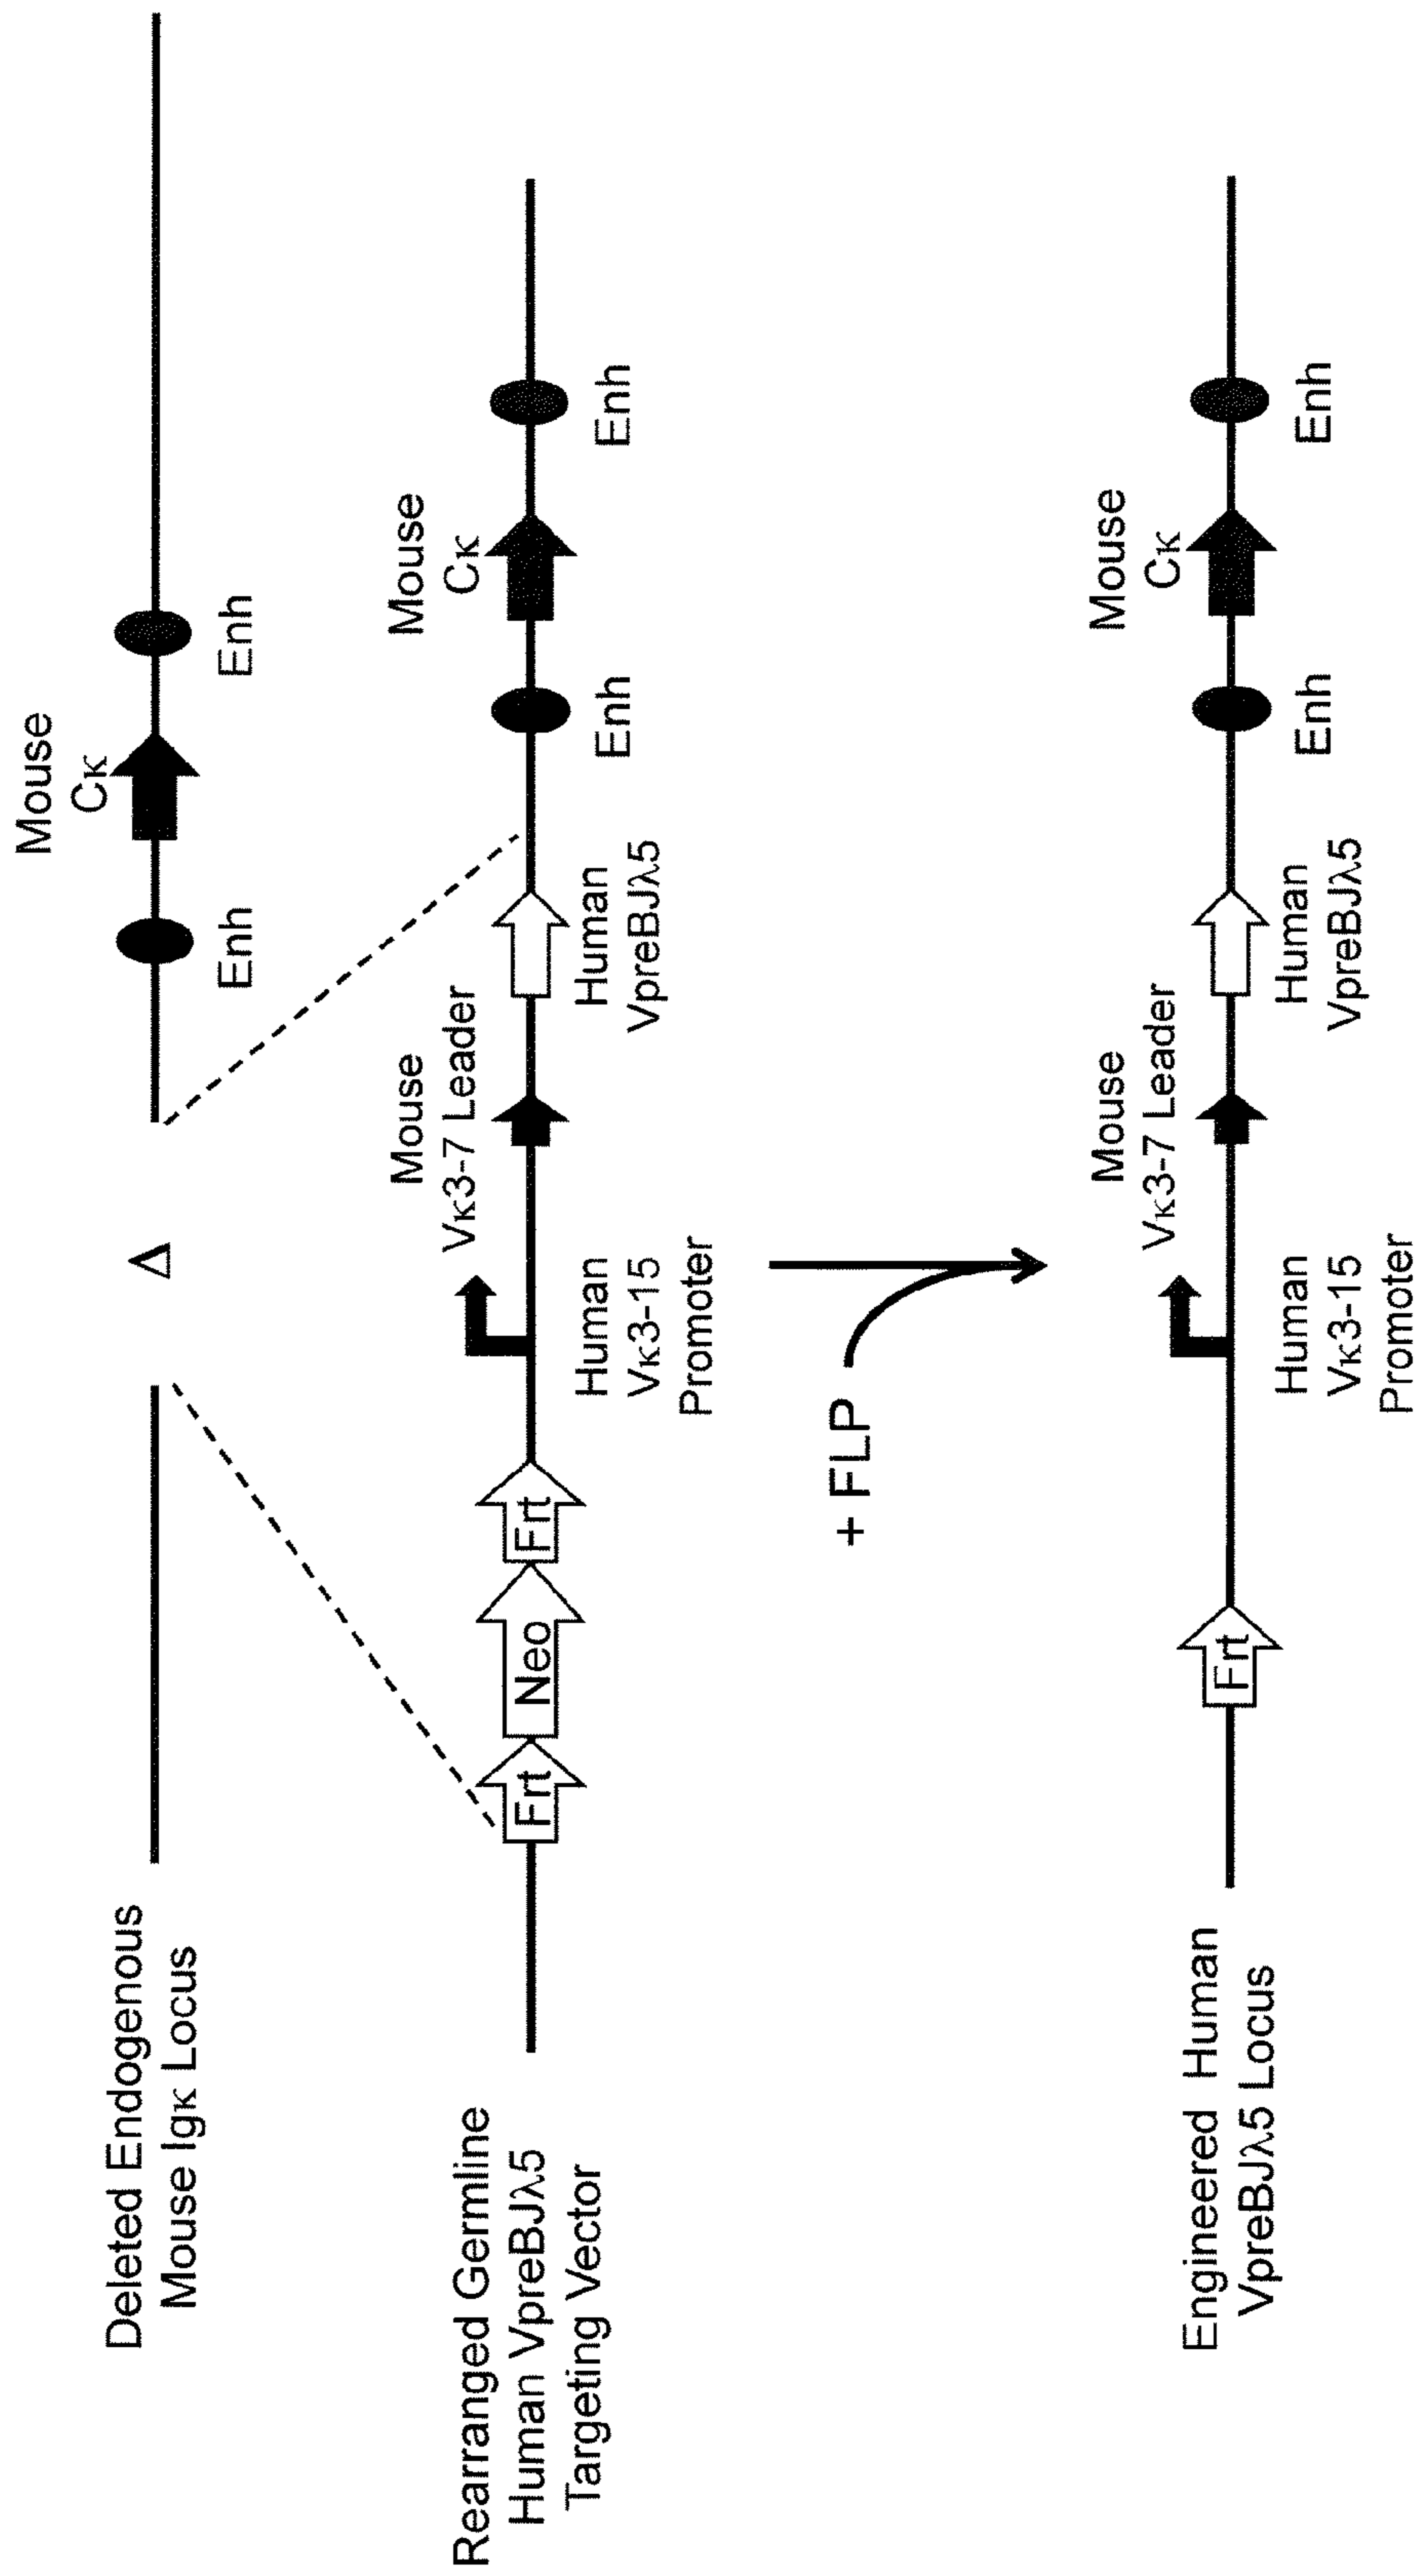 Deleted Endogenous
Mouse Igκ Locus
Δ
Mouse
Cκ
Enh
Enh
Rearranged Germline
Human VpreBJλ5
Targeting Vector
Frt
Neo
Frt
Human
Vκ3-15
Promoter
Mouse
Vκ3-7 Leader
Human
VpreBJλ5
Enh
Mouse
Cκ
Enh
+ FLP
Engineered Human
VpreBJλ5 Locus
Frt
Human
Vκ3-15
Promoter
Mouse
Vκ3-7 Leader
Human
VpreBJλ5
Enh
Mouse
Cκ
Enh